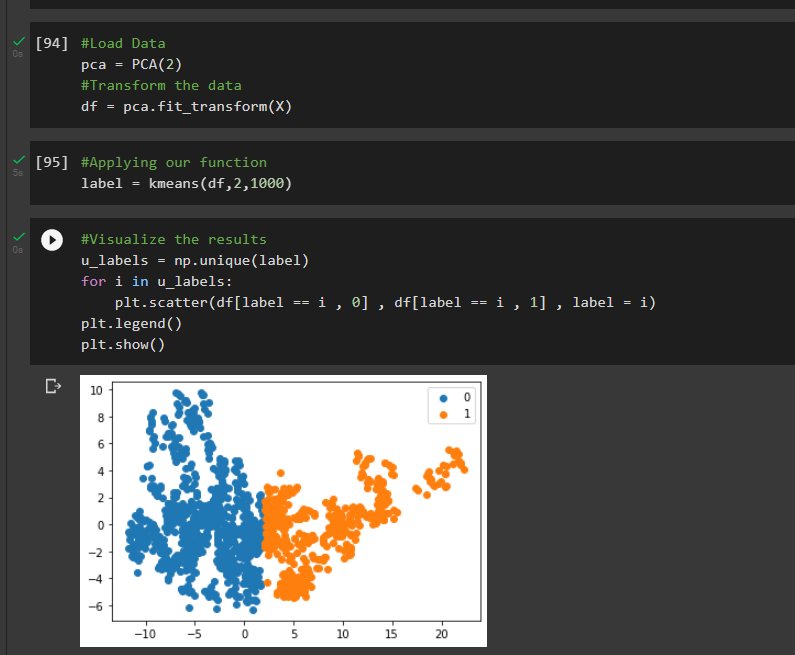 [94] #Load Data
0s
pca = PCA(2)
#Transform the data
df = pca.fit_transform(X)
[95] #Applying our function
5s
label = kmeans(df,2,1000)
#Visualize the results
0s
u_labels = np.unique(label)
for i in u_labels:
plt.scatter(df[label == i , 0] , df[label == i , 1] , label = i)
plt.legend()
plt.show()
10
8
6
4
2
0
−2
−4
−6
0
1
−10 −5 0 5 10 15 20